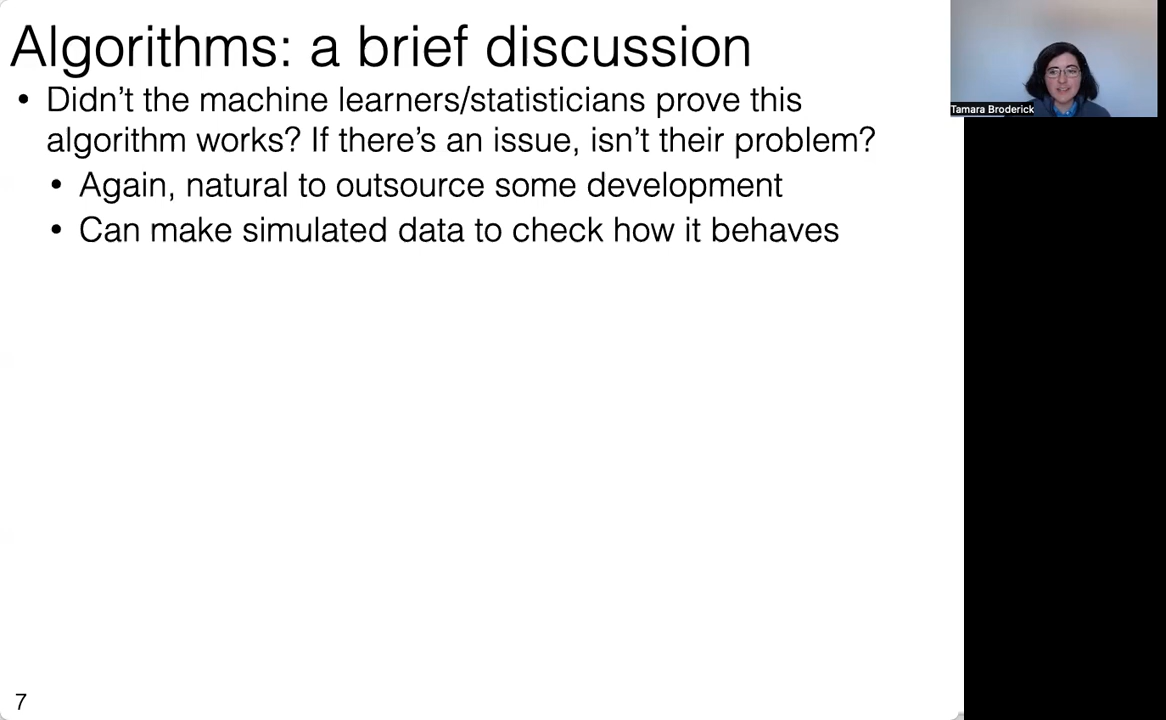 Algorithms: a brief discussion
• Didn’t the machine learners/statisticians prove this
algorithm works? If there’s an issue, isn’t their problem?
• Again, natural to outsource some development
• Can make simulated data to check how it behaves
Tamara Broderick
7